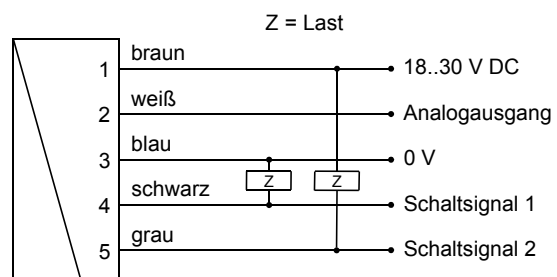 Z = Last
1 braun 18..30 V DC
2 weiß Analogausgang
3 blau 0 V
Z Z
4 schwarz Schaltsignal 1
5 grau Schaltsignal 2